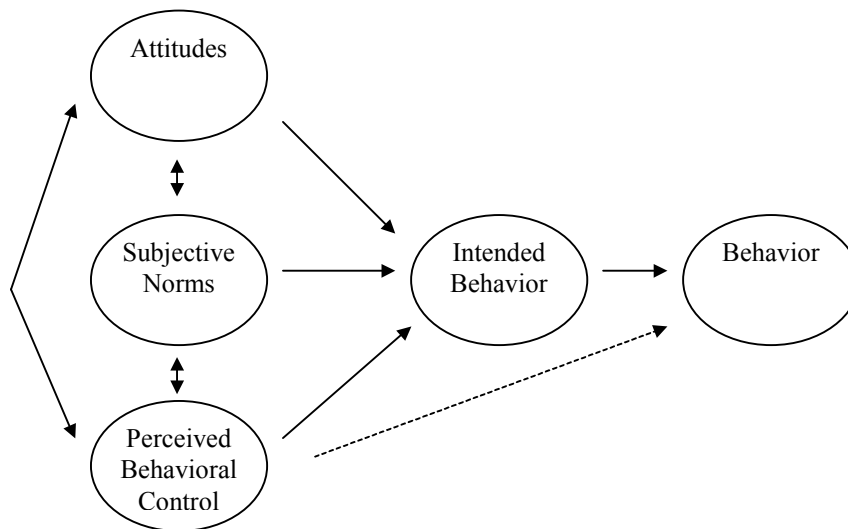 Attitudes
Subjective
Norms
Intended
Behavior
Behavior
Perceived
Behavioral
Control